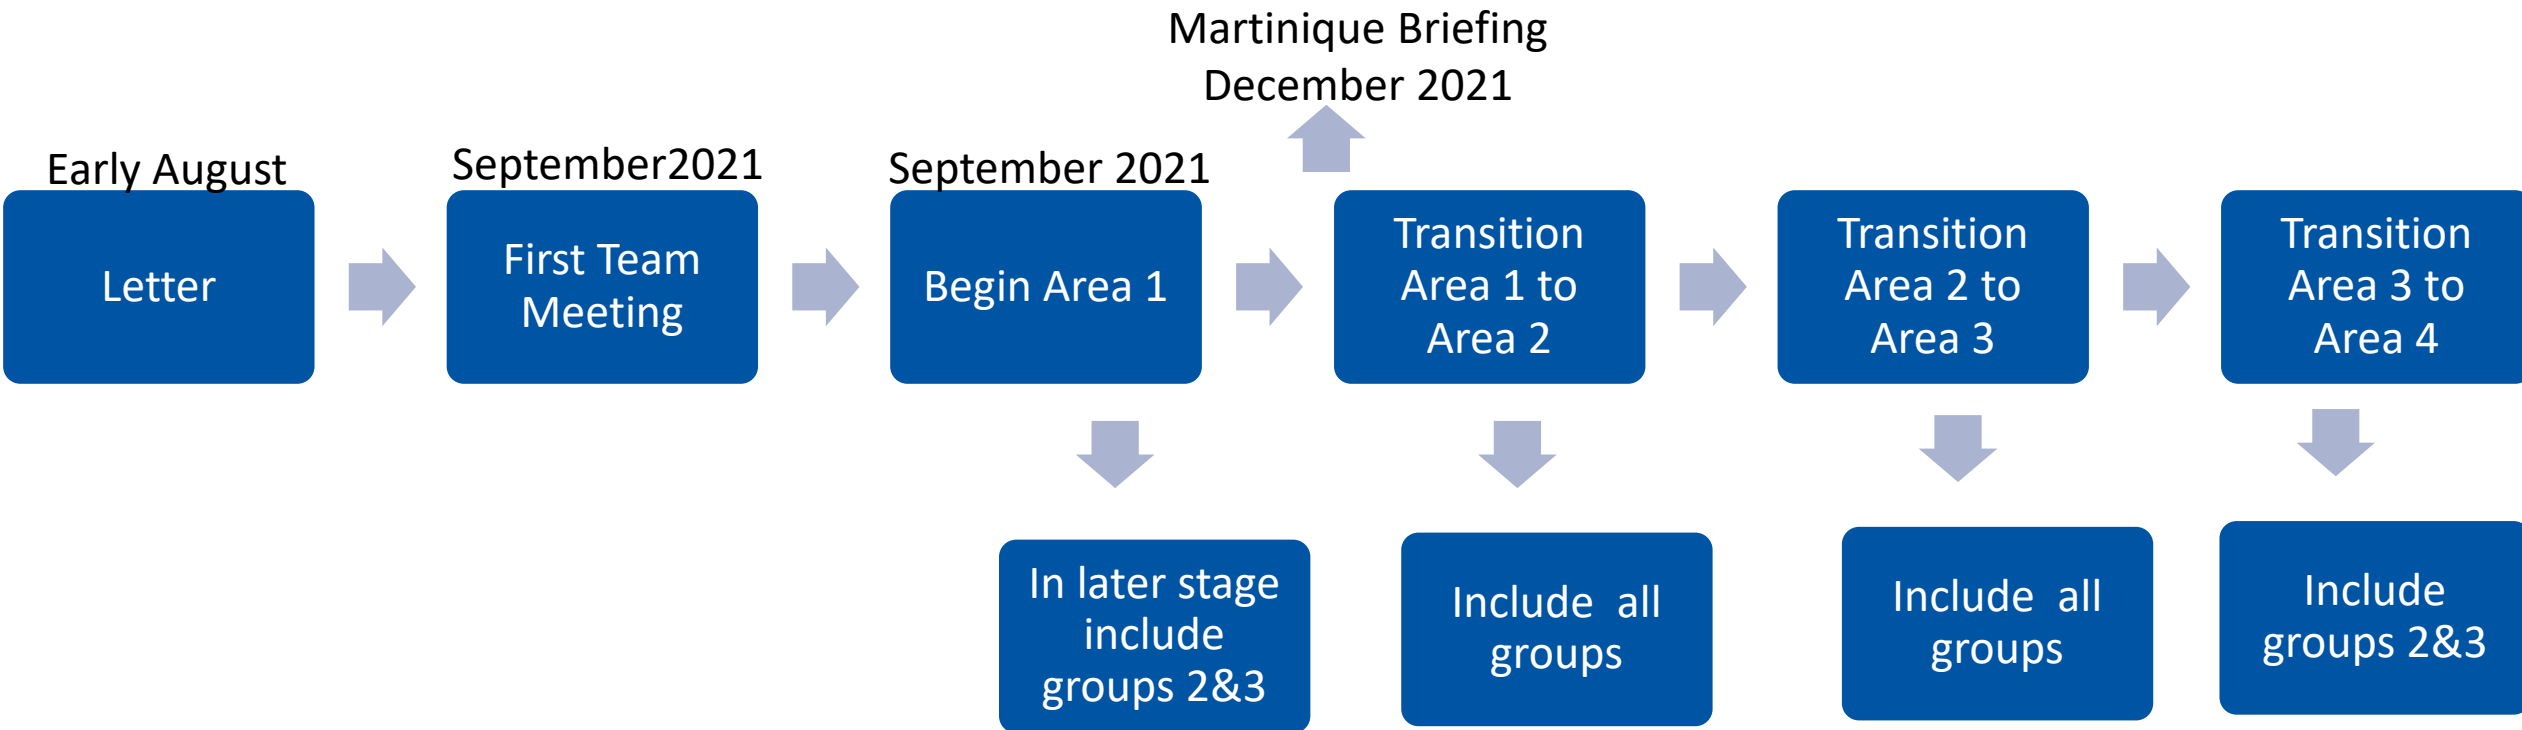 Martinique Briefing
December 2021
Early August
September2021
September 2021
Letter
First Team
Meeting
Begin Area 1
Transition
Area 1 to
Area 2
Transition
Area 2 to
Area 3
Transition
Area 3 to
Area 4
In later stage
include
groups 2&3
Include  all
groups
Include  all
groups
Include
groups 2&3